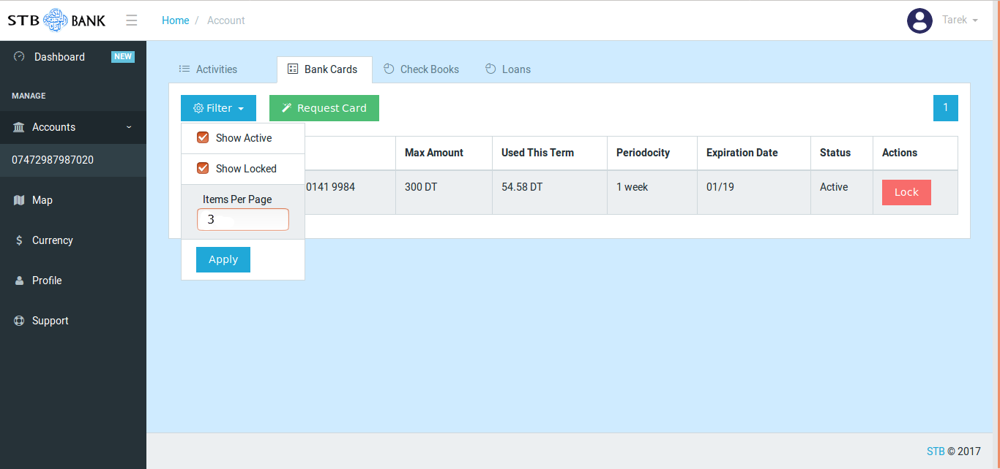 STB BANK
Home / Account
Tarek
Dashboard NEW
MANAGE
Accounts
07472987987020
Map
Currency
Profile
Support
Activities Bank Cards Check Books Loans
Filter Request Card 1
Show Active
Show Locked
Items Per Page
3
Apply
Max Amount Used This Term Periodocity Expiration Date Status Actions
0141 9984 300 DT 54.58 DT 1 week 01/19 Active Lock
STB © 2017